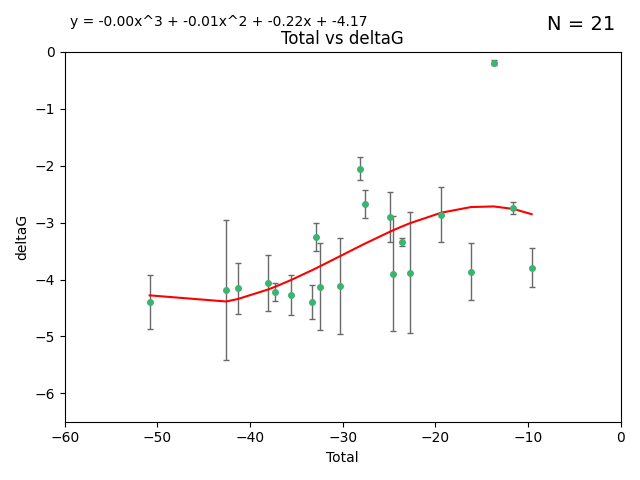 y = -0.00x^3 + -0.01x^2 + -0.22x + -4.17
N = 21
Total vs deltaG
0
−1
−2
−3
−4
−5
−6
deltaG
−60 −50 −40 −30 −20 −10 0
Total